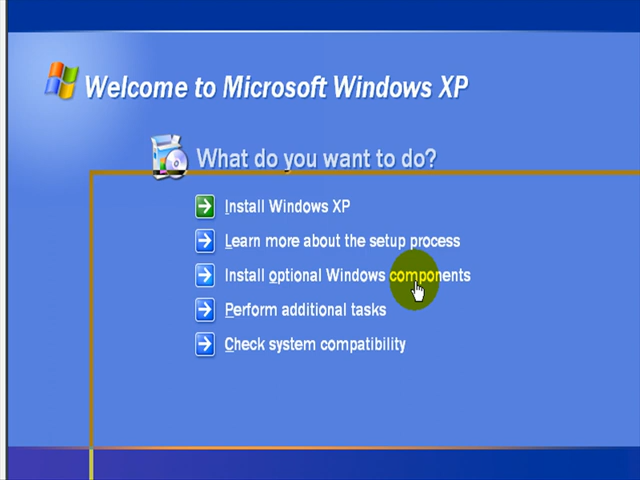 Welcome to Microsoft Windows XP
What do you want to do?
Install Windows XP
Learn more about the setup process
Install optional Windows components
Perform additional tasks
Check system compatibility